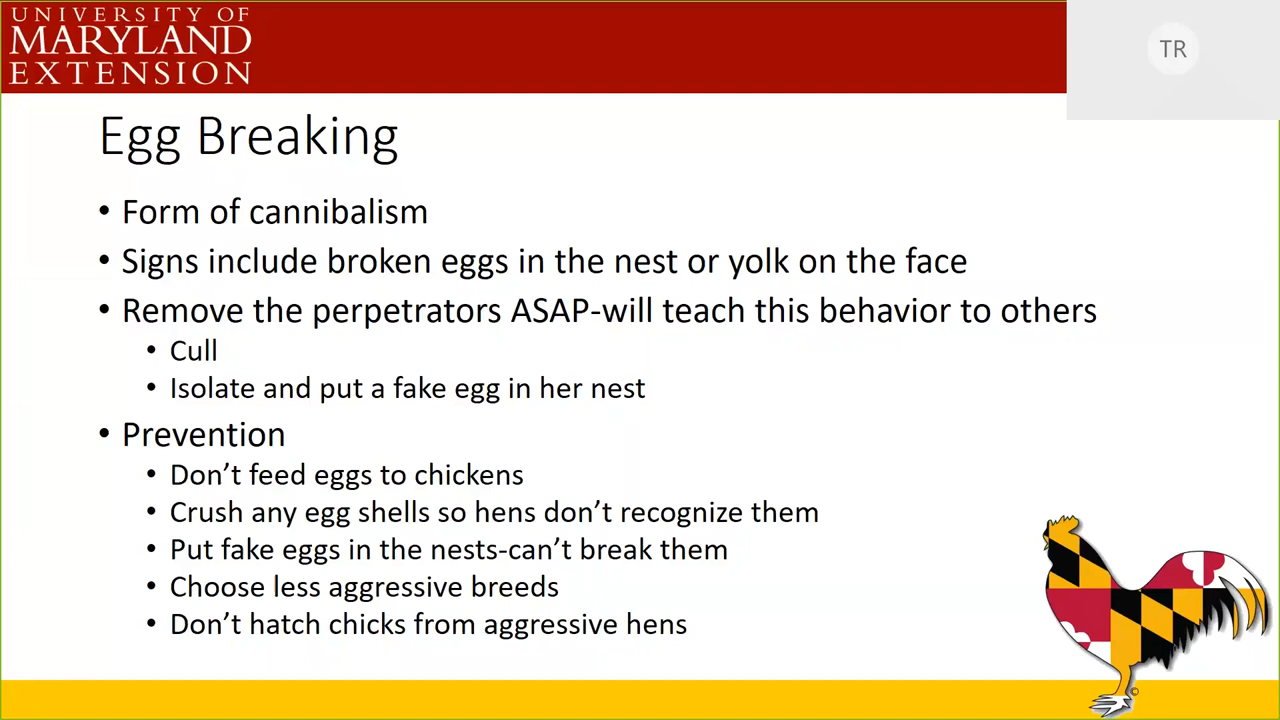 UNIVERSITY OF
MARYLAND
EXTENSION
TR
Egg Breaking
• Form of cannibalism
• Signs include broken eggs in the nest or yolk on the face
• Remove the perpetrators ASAP-will teach this behavior to others
• Cull
• Isolate and put a fake egg in her nest
• Prevention
• Don’t feed eggs to chickens
• Crush any egg shells so hens don’t recognize them
• Put fake eggs in the nests-can’t break them
• Choose less aggressive breeds
• Don’t hatch chicks from aggressive hens
©